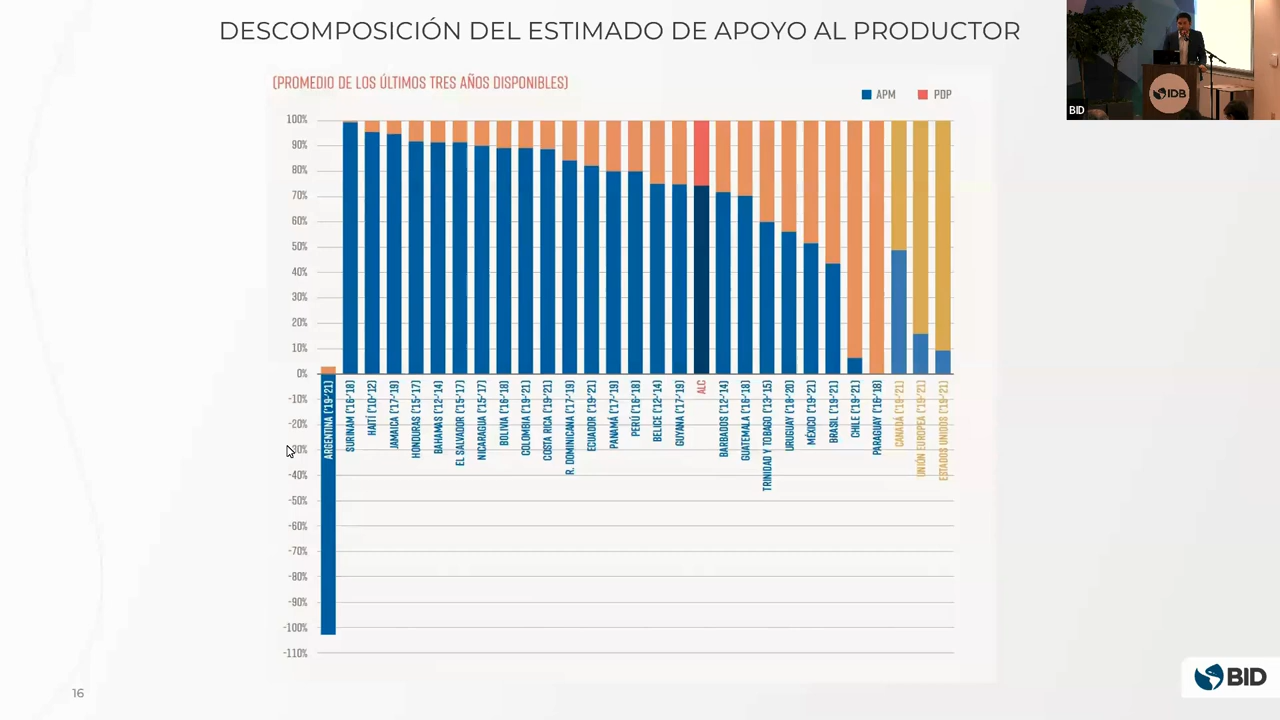 DESCOMPOSICIÓN DEL ESTIMADO DE APOYO AL PRODUCTOR
IDB
BID
(PROMEDIO DE LOS ÚLTIMOS TRES AÑOS DISPONIBLES)
APM
PDP
100%
90%
80%
70%
60%
50%
40%
30%
20%
10%
0%
-10%
-20%
-30%
-40%
-50%
-60%
-70%
-80%
-90%
-100%
-110%
ARGENTINA ('19-'21)
SURINAM ('16-'18)
HAITÍ ('10-'12)
JAMAICA ('17-'19)
HONDURAS ('15-'17)
BAHAMAS ('12-'14)
EL SALVADOR ('15-'17)
NICARAGUA ('15-'17)
BOLIVIA ('16-'18)
COLOMBIA ('19-'21)
COSTA RICA ('19-'21)
R. DOMINICANA ('17-'19)
ECUADOR ('19-'21)
PANAMÁ ('17-'19)
PERÚ ('16-'18)
BELICE ('12-'14)
GUYANA ('17-'19)
ALC
BARBADOS ('12-'14)
GUATEMALA ('16-'18)
TRINIDAD Y TOBAGO ('13-'15)
URUGUAY ('18-'20)
MÉXICO ('19-'21)
BRASIL ('19-'21)
CHILE ('19-'21)
PARAGUAY ('16-'18)
CANADÁ ('19-'21)
UNIÓN EUROPEA ('19-'21)
ESTADOS UNIDOS ('19-'21)
16
BID